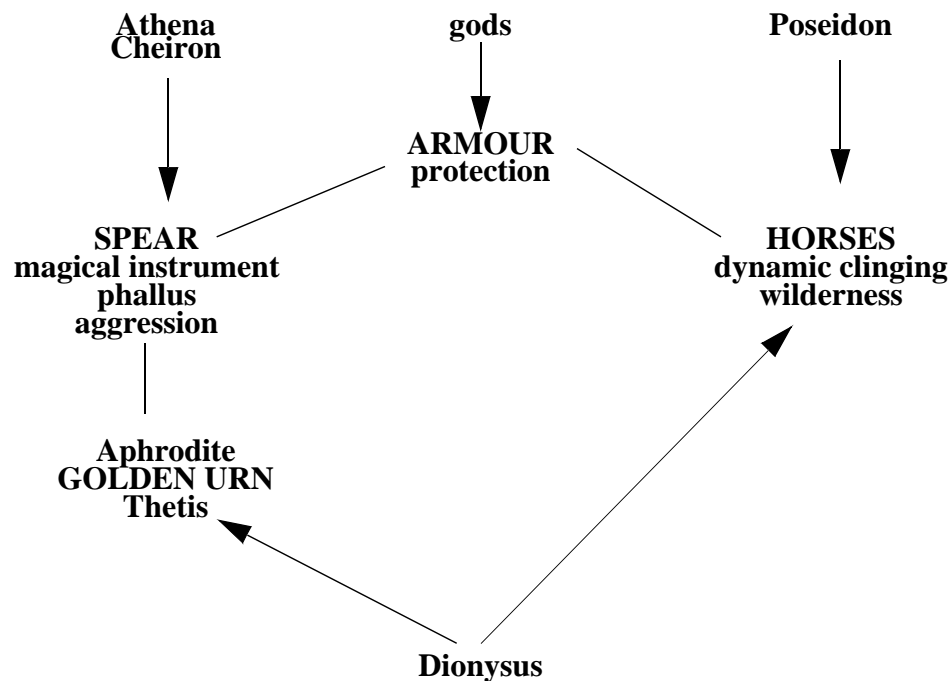 Athena
Cheiron
gods
Poseidon
ARMOUR
protection
SPEAR
magical instrument
phallus
aggression
HORSES
dynamic clinging
wilderness
Aphrodite
GOLDEN URN
Thetis
Dionysus